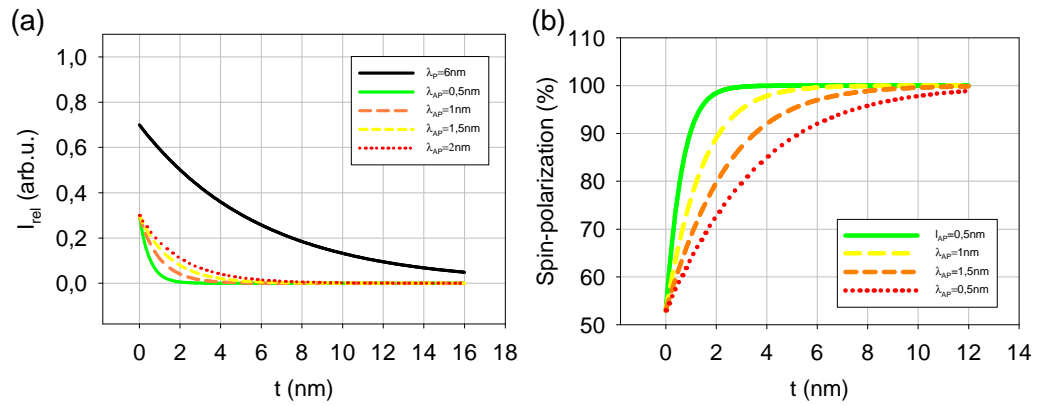 (a)
1,0
0,8
0,6
0,4
0,2
0,0
I_rel (arb.u.)
λ_P=6nm
λ_AP=0,5nm
λ_AP=1nm
λ_AP=1,5nm
λ_AP=2nm
0 2 4 6 8 10 12 14 16 18
t (nm)
(b)
110
100
90
80
70
60
50
Spin-polarization (%)
l_AP=0,5nm
λ_AP=1nm
λ_AP=1,5nm
λ_AP=0,5nm
0 2 4 6 8 10 12 14
t (nm)